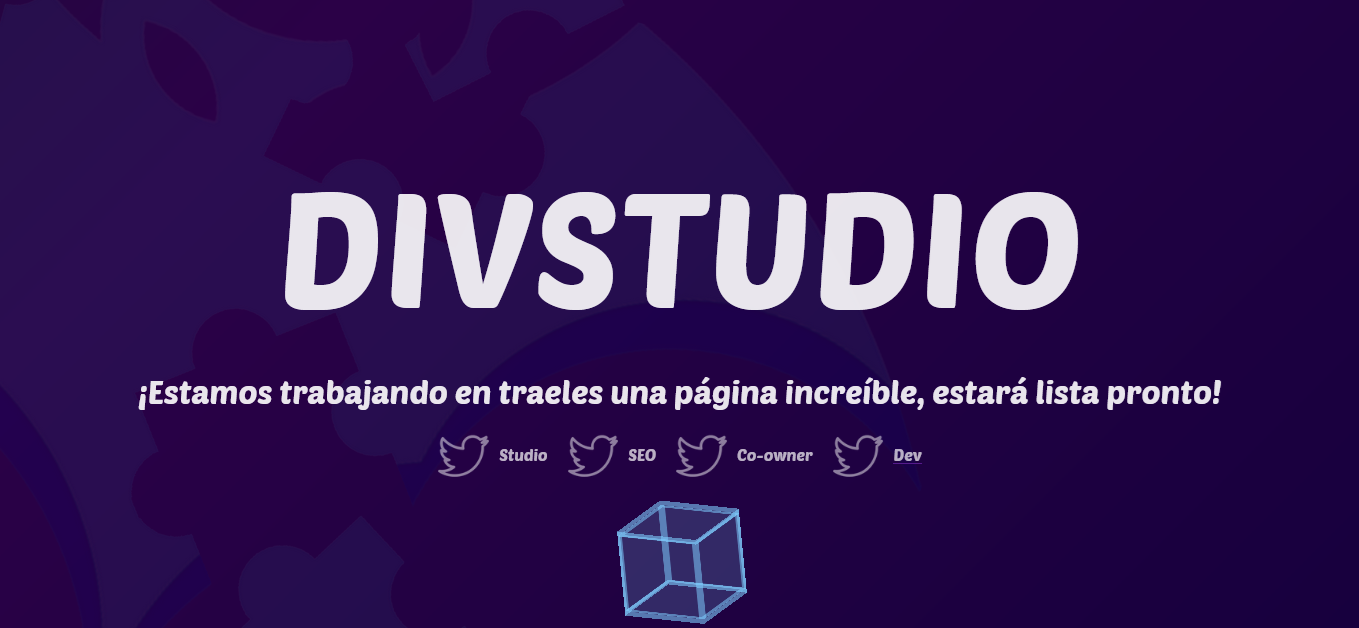 DIVSTUDIO
¡Estamos trabajando en traeles una página increíble, estará lista pronto!
Studio SEO Co-owner Dev